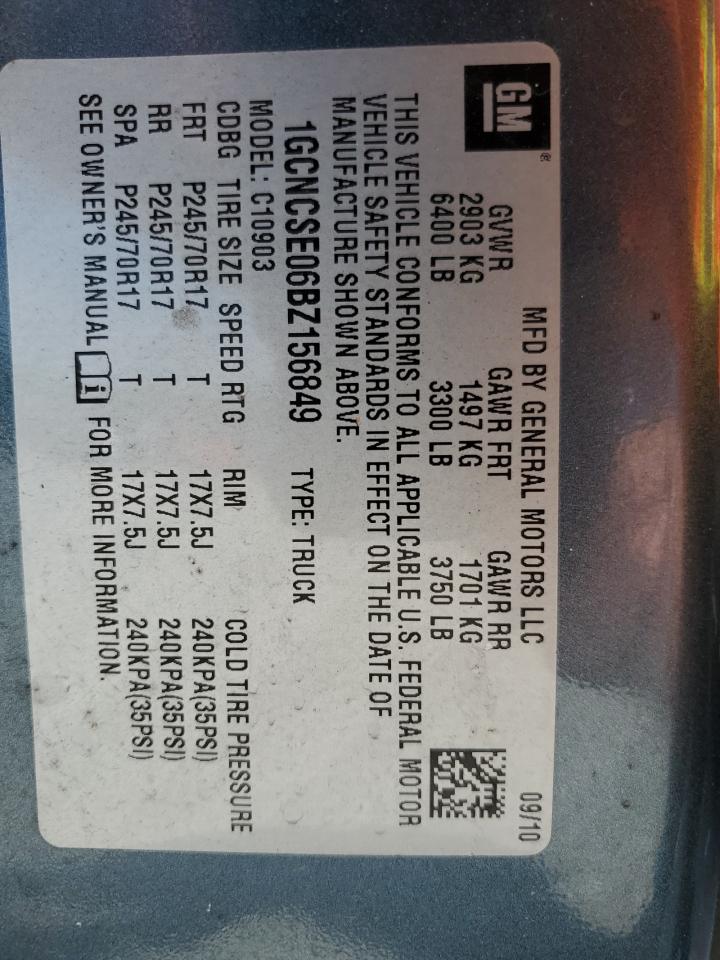 GM®
MFD BY GENERAL MOTORS LLC 09/10
GVWR GAWR FRT GAWR RR
2903 KG 1497 KG 1701 KG
6400 LB 3300 LB 3750 LB
THIS VEHICLE CONFORMS TO ALL APPLICABLE U.S. FEDERAL MOTOR
VEHICLE SAFETY STANDARDS IN EFFECT ON THE DATE OF
MANUFACTURE SHOWN ABOVE.
1GCNCSE06BZ156849 TYPE: TRUCK
MODEL: C10903
CDBG TIRE SIZE SPEED RTG RIM COLD TIRE PRESSURE
FRT P245/70R17 T 17X7.5J 240KPA(35PSI)
RR P245/70R17 T 17X7.5J 240KPA(35PSI)
SPA P245/70R17 T 17X7.5J 240KPA(35PSI)
SEE OWNER'S MANUAL i FOR MORE INFORMATION.